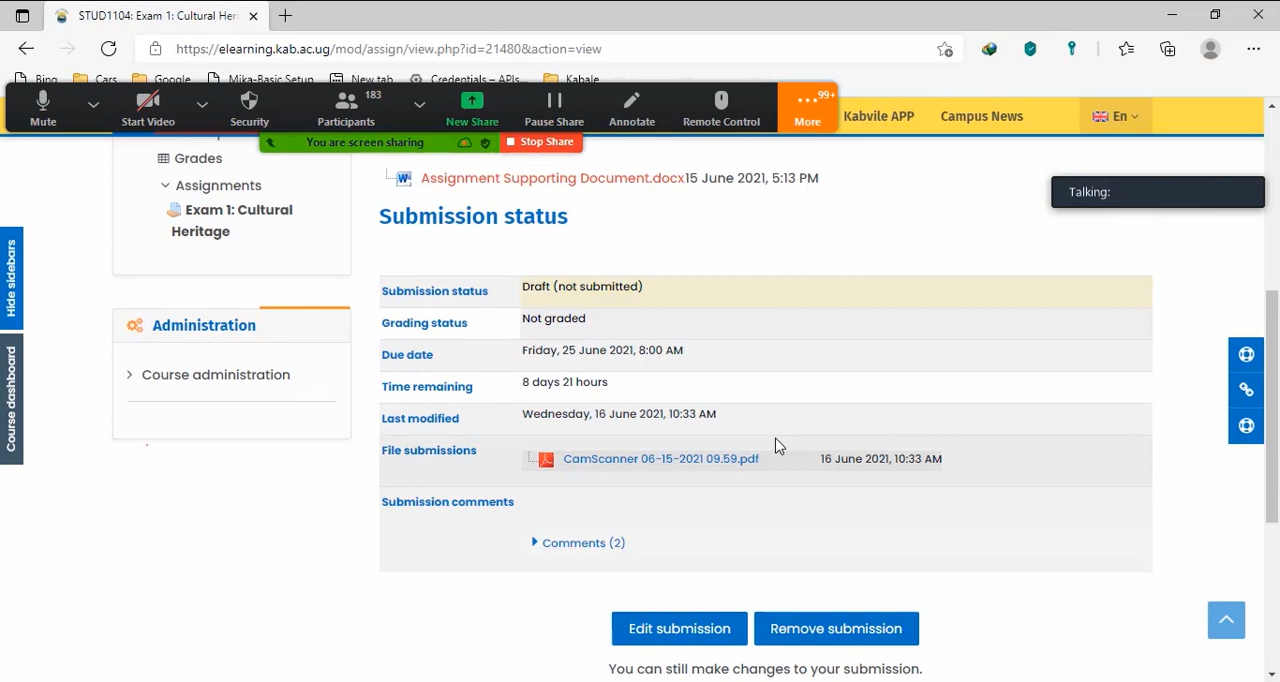 STUD1104: Exam 1: Cultural Heri
https://elearning.kab.ac.ug/mod/assign/view.php?id=21480&action=view
Bing Cars Google Mika-Basic Setup New tab Credentials – APIs... Kabale
Mute Start Video Security Participants 183 New Share Pause Share Annotate Remote Control 99+ More
You are screen sharing Stop Share
Kabvile APP Campus News En
Talking:
Hide sidebars
Course dashboard
Grades
Assignments
Exam 1: Cultural
Heritage
Administration
Course administration
Assignment Supporting Document.docx 15 June 2021, 5:13 PM
Submission status
Submission status Draft (not submitted)
Grading status Not graded
Due date Friday, 25 June 2021, 8:00 AM
Time remaining 8 days 21 hours
Last modified Wednesday, 16 June 2021, 10:33 AM
File submissions CamScanner 06-15-2021 09.59.pdf 16 June 2021, 10:33 AM
Submission comments
Comments (2)
Edit submission Remove submission
You can still make changes to your submission.